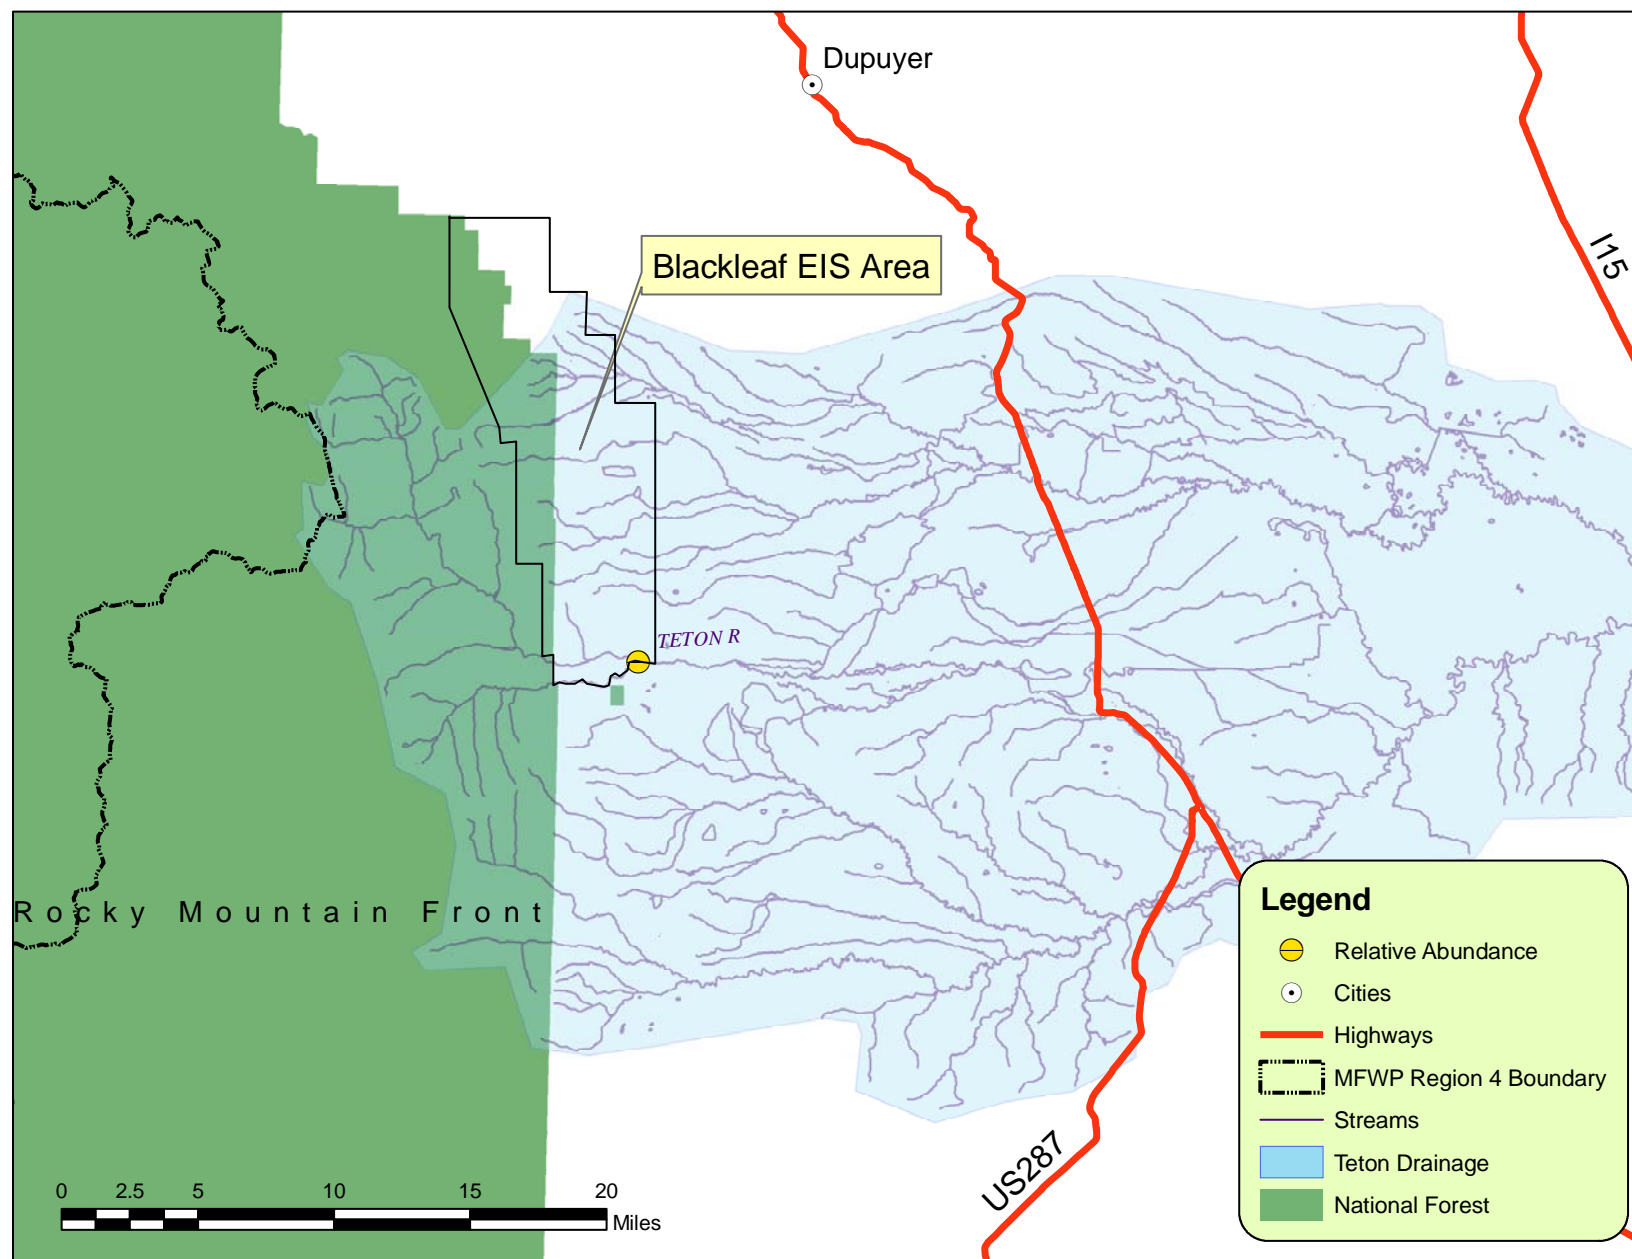 Dupuyer
I15
Blackleaf EIS Area
TETON R
Rocky Mountain Front
US287
0 2.5 5 10 15 20
Miles
Legend
Relative Abundance
Cities
Highways
MFWP Region 4 Boundary
Streams
Teton Drainage
National Forest